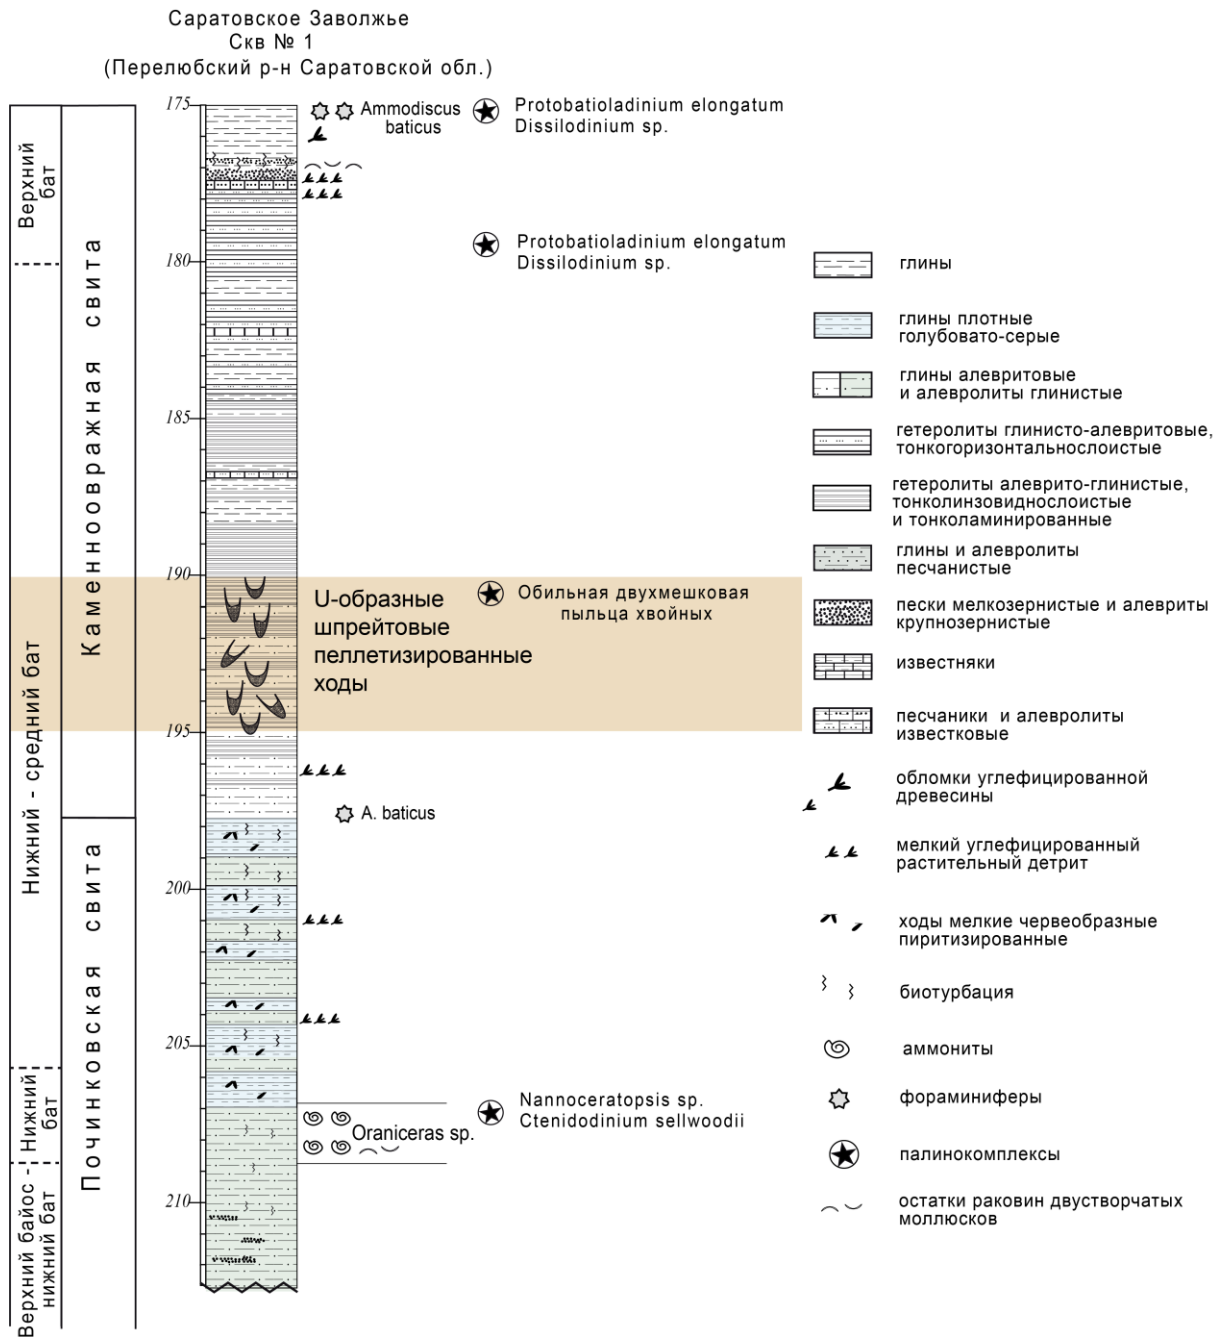 Саратовское Заволжье
Скв № 1
(Перелюбский р-н Саратовской обл.)
Верхний
бат
Нижний - средний бат
Нижний
бат
Верхний байос -
нижний бат
Каменноовражная свита
Починковская свита
175
180
185
190
195
200
205
210
Ammodiscus
baticus
Protobatioladinium elongatum
Dissilodinium sp.
Protobatioladinium elongatum
Dissilodinium sp.
U-образные
шпрейтовые
пеллетизированные
ходы
Обильная двухмешковая
пыльца хвойных
A. baticus
Nannoceratopsis sp.
Ctenidodinium sellwoodii
Oraniceras sp.
глины
глины плотные
голубовато-серые
глины алевритовые
и алевролиты глинистые
гетеролиты глинисто-алевритовые,
тонкогоризонтальнослоистые
гетеролиты алеврито-глинистые,
тонколинзовиднослоистые
и тонколаминированные
глины и алевролиты
песчанистые
пески мелкозернистые и алевриты
крупнозернистые
известняки
песчаники и алевролиты
известковые
обломки углефицированной
древесины
мелкий углефицированный
растительный детрит
ходы мелкие червеобразные
пиритизированные
биотурбация
аммониты
фораминиферы
палинокомплексы
остатки раковин двустворчатых
моллюсков